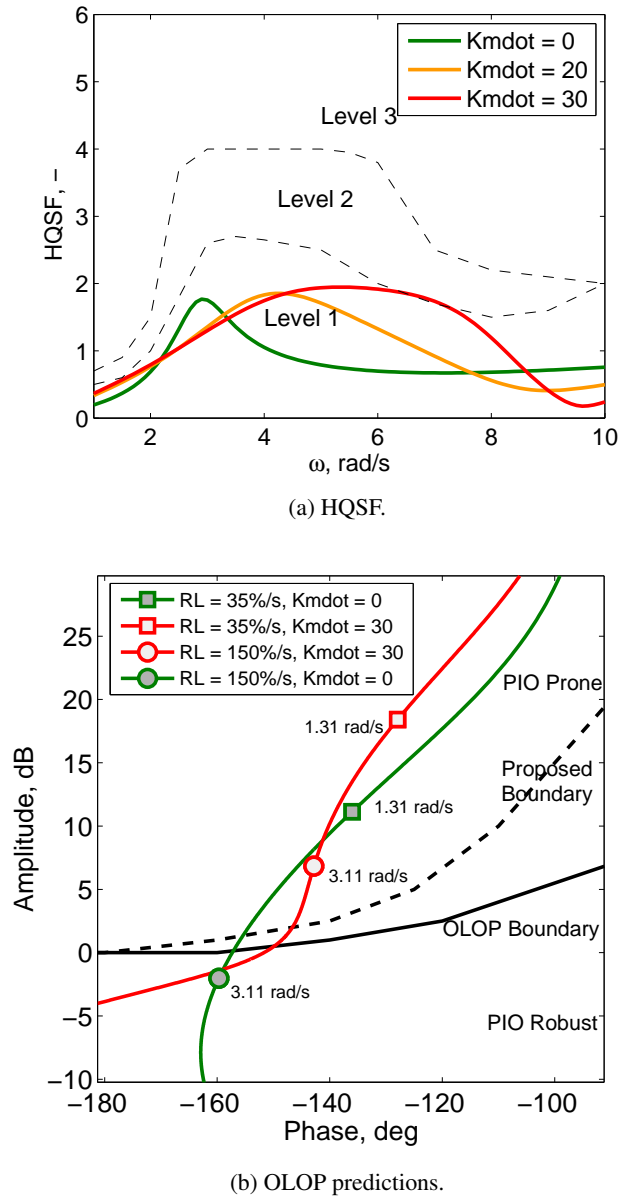 6
5
4
3
2
1
0
HQSF, -
Kmdot = 0
Kmdot = 20
Kmdot = 30
Level 3
Level 2
Level 1
2 4 6 8 10
ω, rad/s
(a) HQSF.
25
20
15
10
5
0
−5
−10
Amplitude, dB
RL = 35%/s, Kmdot = 0
RL = 35%/s, Kmdot = 30
RL = 150%/s, Kmdot = 30
RL = 150%/s, Kmdot = 0
PIO Prone
1.31 rad/s
Proposed
Boundary
1.31 rad/s
3.11 rad/s
OLOP Boundary
3.11 rad/s
PIO Robust
−180 −160 −140 −120 −100
Phase, deg
(b) OLOP predictions.